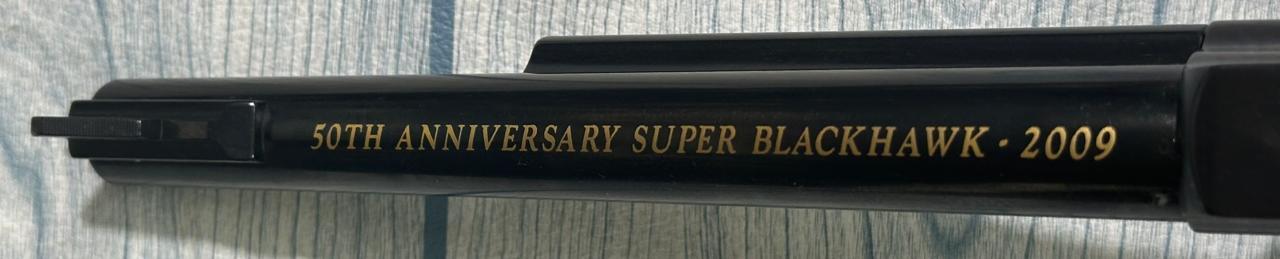 50TH ANNIVERSARY SUPER BLACKHAWK · 2009